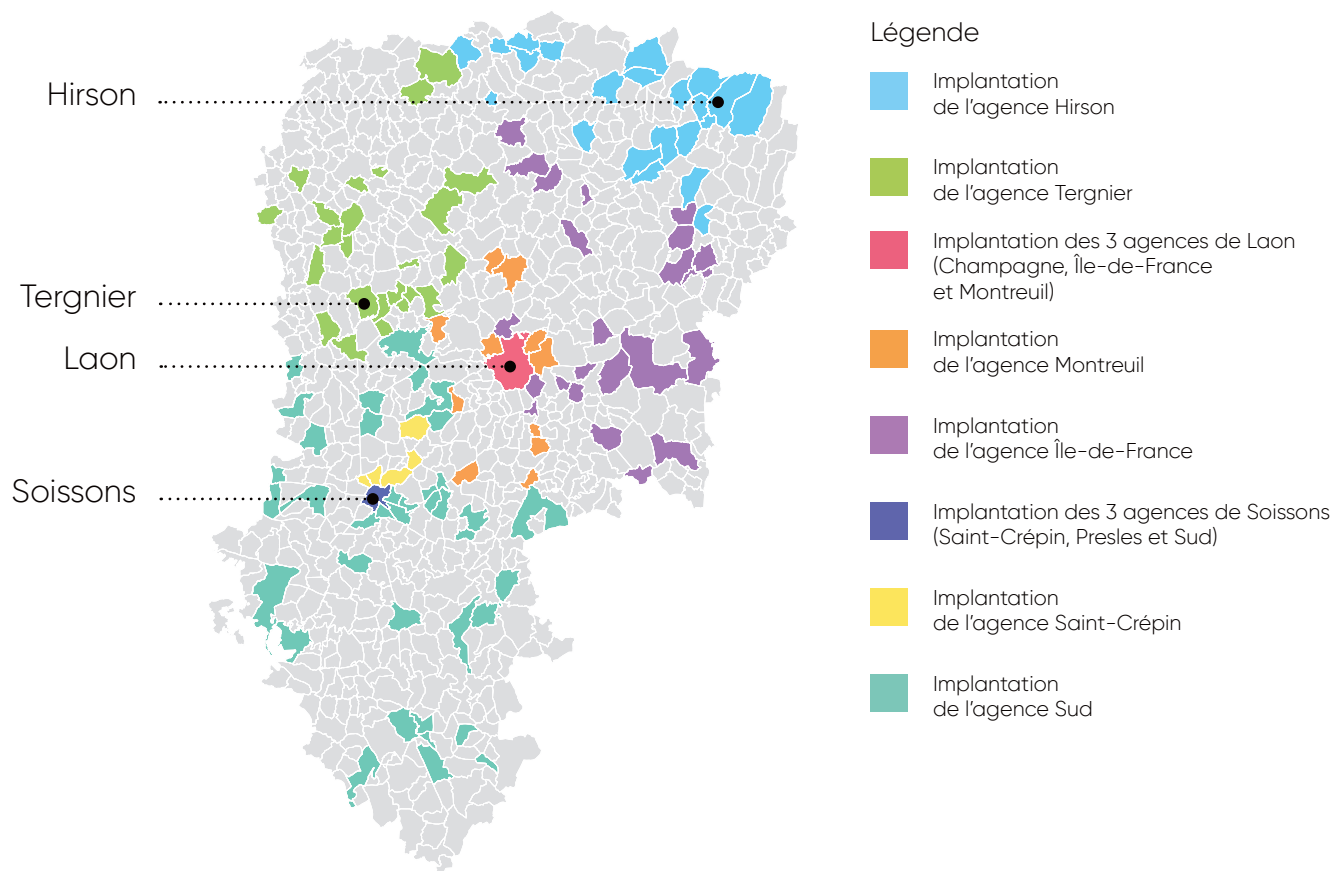 Hirson
Tergnier
Laon
Soissons
Légende
Implantation
de l'agence Hirson
Implantation
de l'agence Tergnier
Implantation des 3 agences de Laon
(Champagne, Île-de-France
et Montreuil)
Implantation
de l'agence Montreuil
Implantation
de l'agence Île-de-France
Implantation des 3 agences de Soissons
(Saint-Crépin, Presles et Sud)
Implantation
de l'agence Saint-Crépin
Implantation
de l'agence Sud